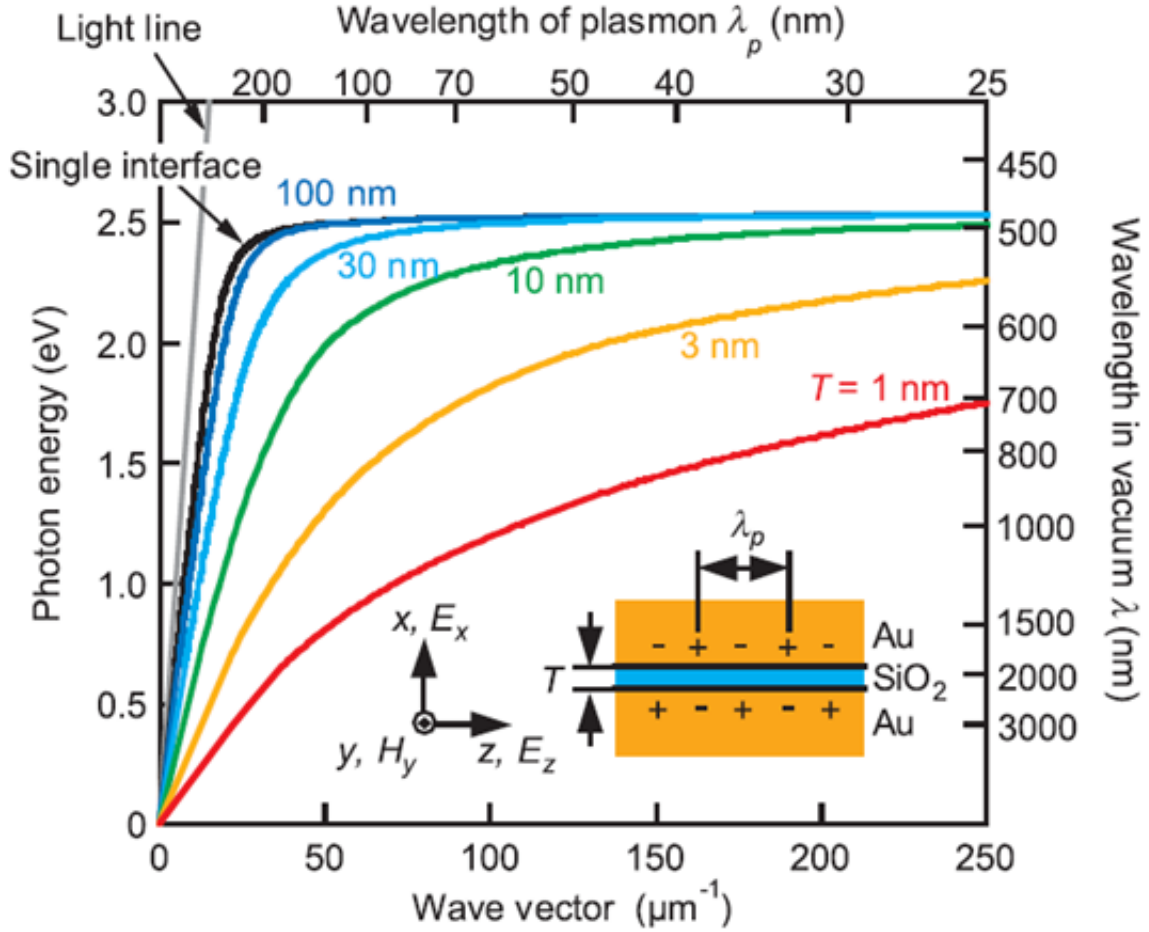 Light line
Wavelength of plasmon λp (nm)
200 100 70 50 40 30 25
3.0
2.5
2.0
1.5
1.0
0.5
0
Photon energy (eV)
Single interface
100 nm
30 nm
10 nm
3 nm
T = 1 nm
450
500
600
700
800
1000
1500
2000
3000
Wavelength in vacuum λ (nm)
λp
x, Ex
y, Hy
z, Ez
T
- + - + -
+ - + - +
Au
SiO2
Au
0 50 100 150 200 250
Wave vector (µm-1)